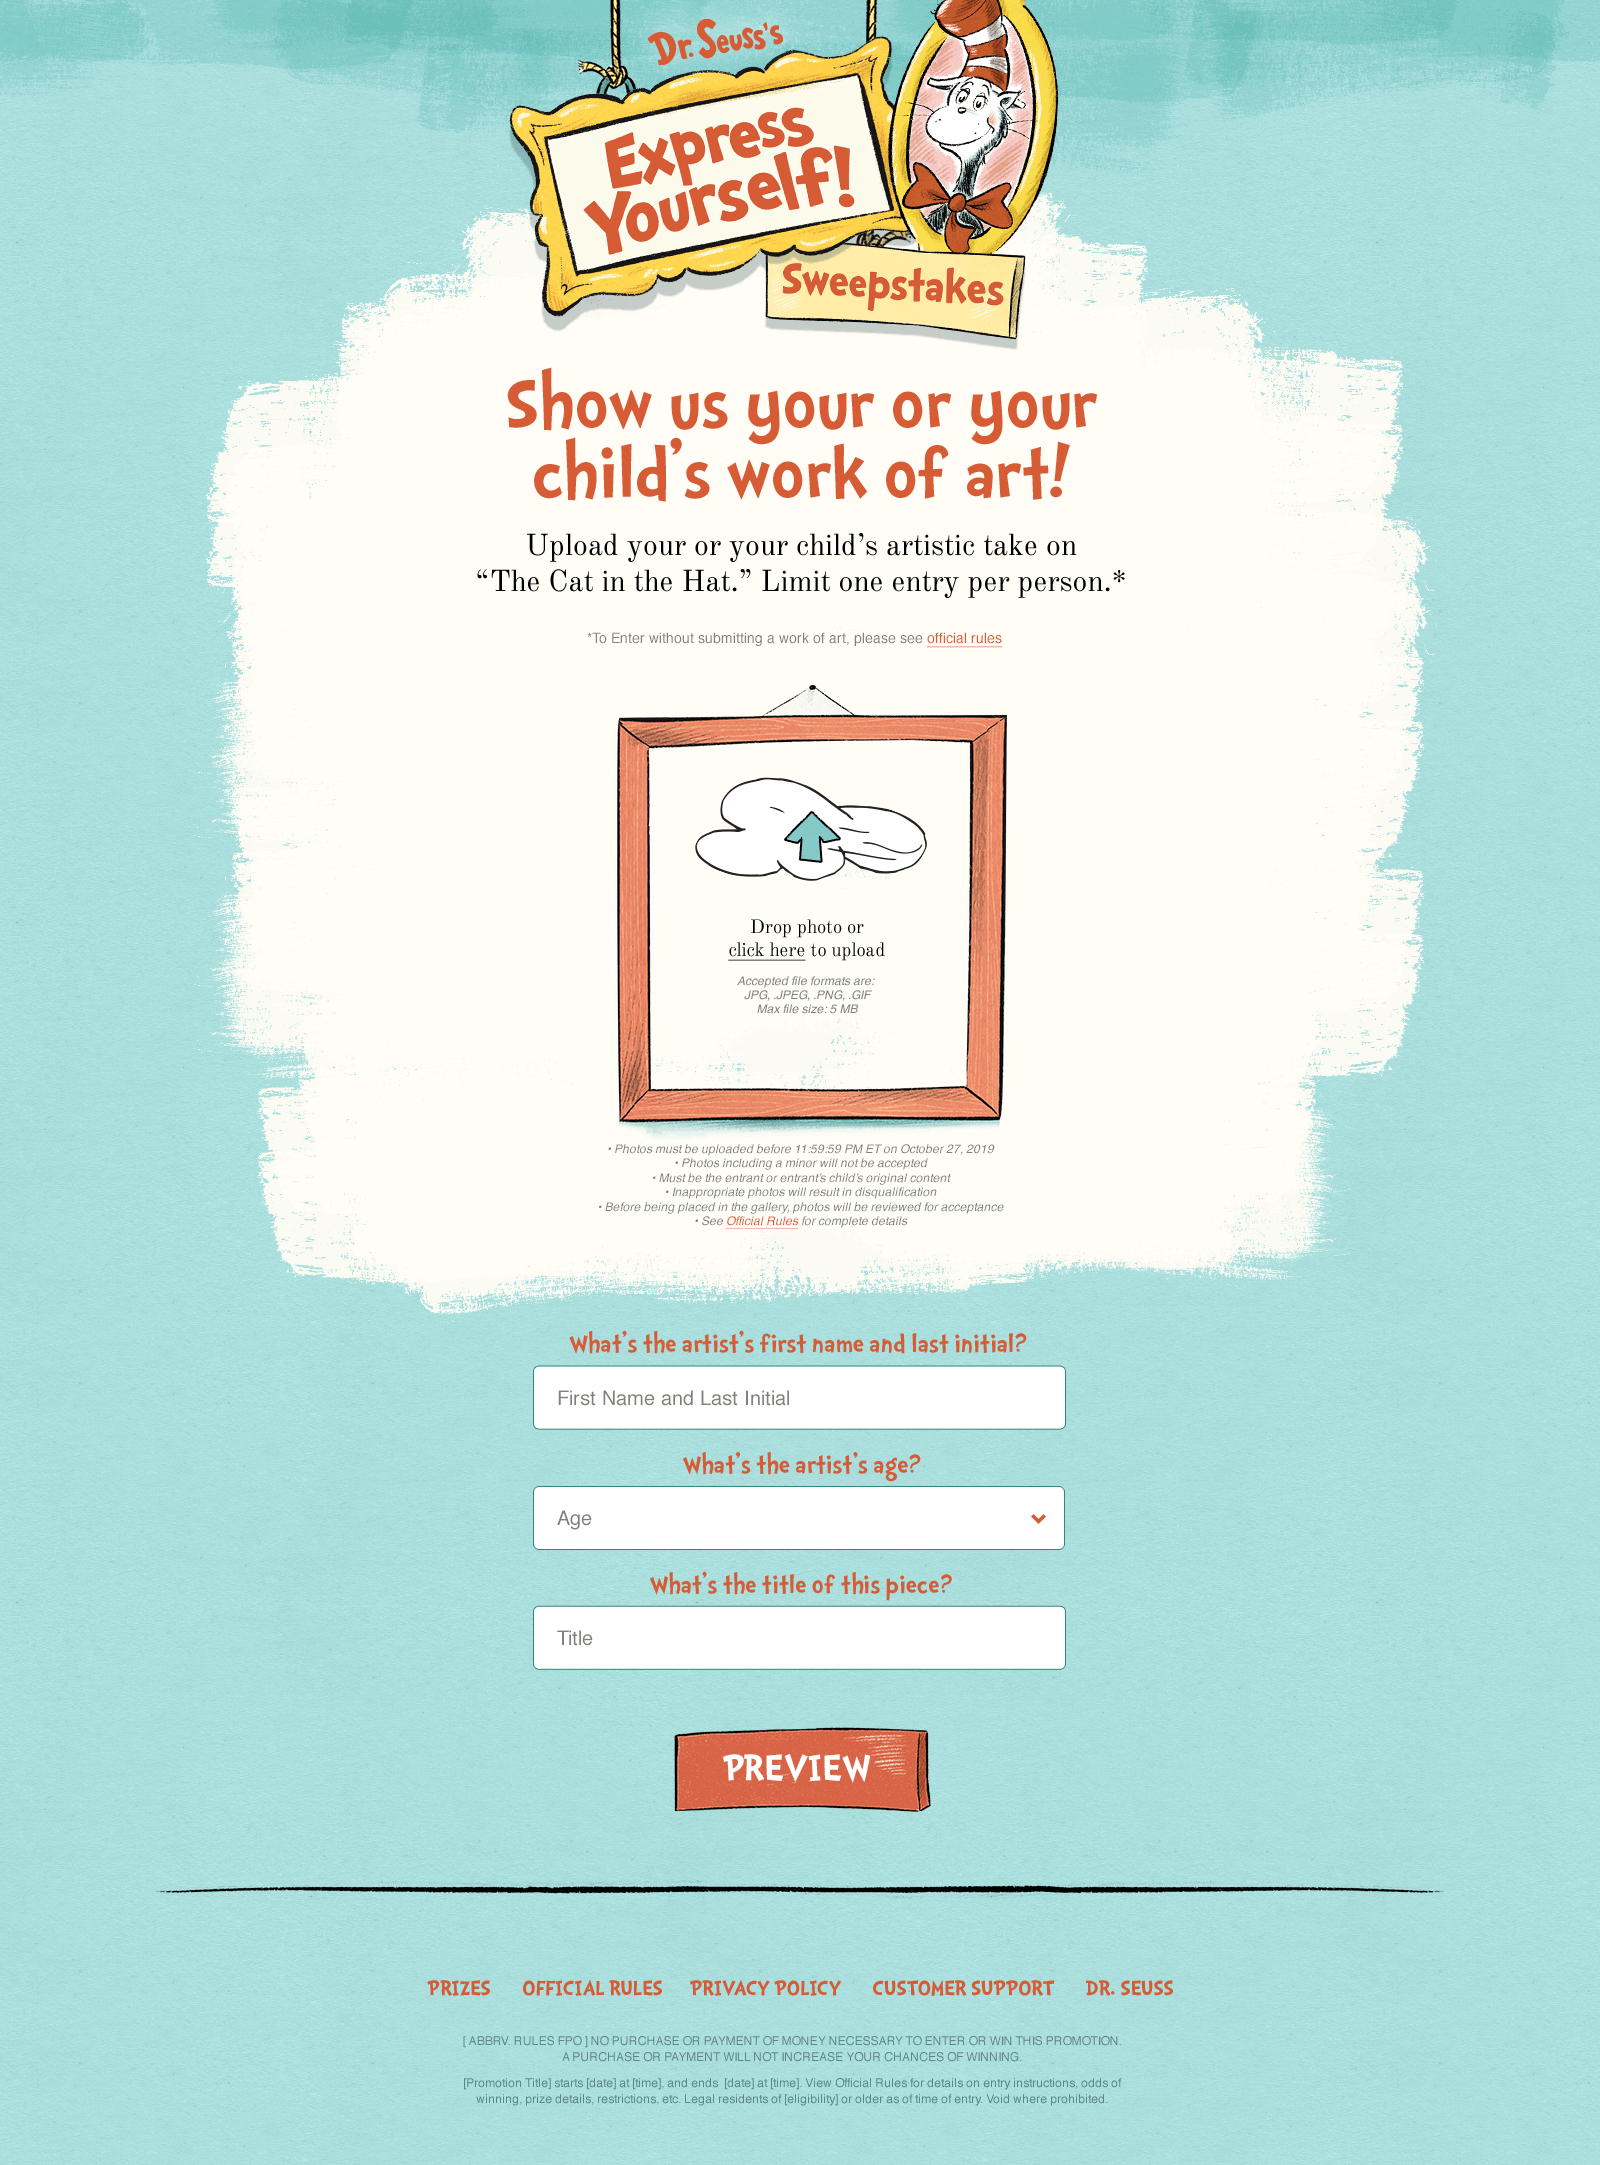 Dr. Seuss's
Express
Yourself!
Sweepstakes
Show us your or your
child's work of art!
Upload your or your child's artistic take on
“The Cat in the Hat.” Limit one entry per person.*
*To Enter without submitting a work of art, please see official rules
Drop photo or
click here to upload
Accepted file formats are:
JPG, .JPEG, .PNG, .GIF
Max file size: 5 MB
• Photos must be uploaded before 11:59:59 PM ET on October 27, 2019
• Photos including a minor will not be accepted
• Must be the entrant or entrant's child's original content
• Inappropriate photos will result in disqualification
• Before being placed in the gallery, photos will be reviewed for acceptance
• See Official Rules for complete details
What's the artist's first name and last initial?
First Name and Last Initial
What's the artist's age?
Age
What's the title of this piece?
Title
PREVIEW
PRIZES OFFICIAL RULES PRIVACY POLICY CUSTOMER SUPPORT DR. SEUSS
[ ABBRV. RULES FPO ] NO PURCHASE OR PAYMENT OF MONEY NECESSARY TO ENTER OR WIN THIS PROMOTION.
A PURCHASE OR PAYMENT WILL NOT INCREASE YOUR CHANCES OF WINNING.
[Promotion Title] starts [date] at [time], and ends [date] at [time]. View Official Rules for details on entry instructions, odds of
winning, prize details, restrictions, etc. Legal residents of [eligibility] or older as of time of entry. Void where prohibited.